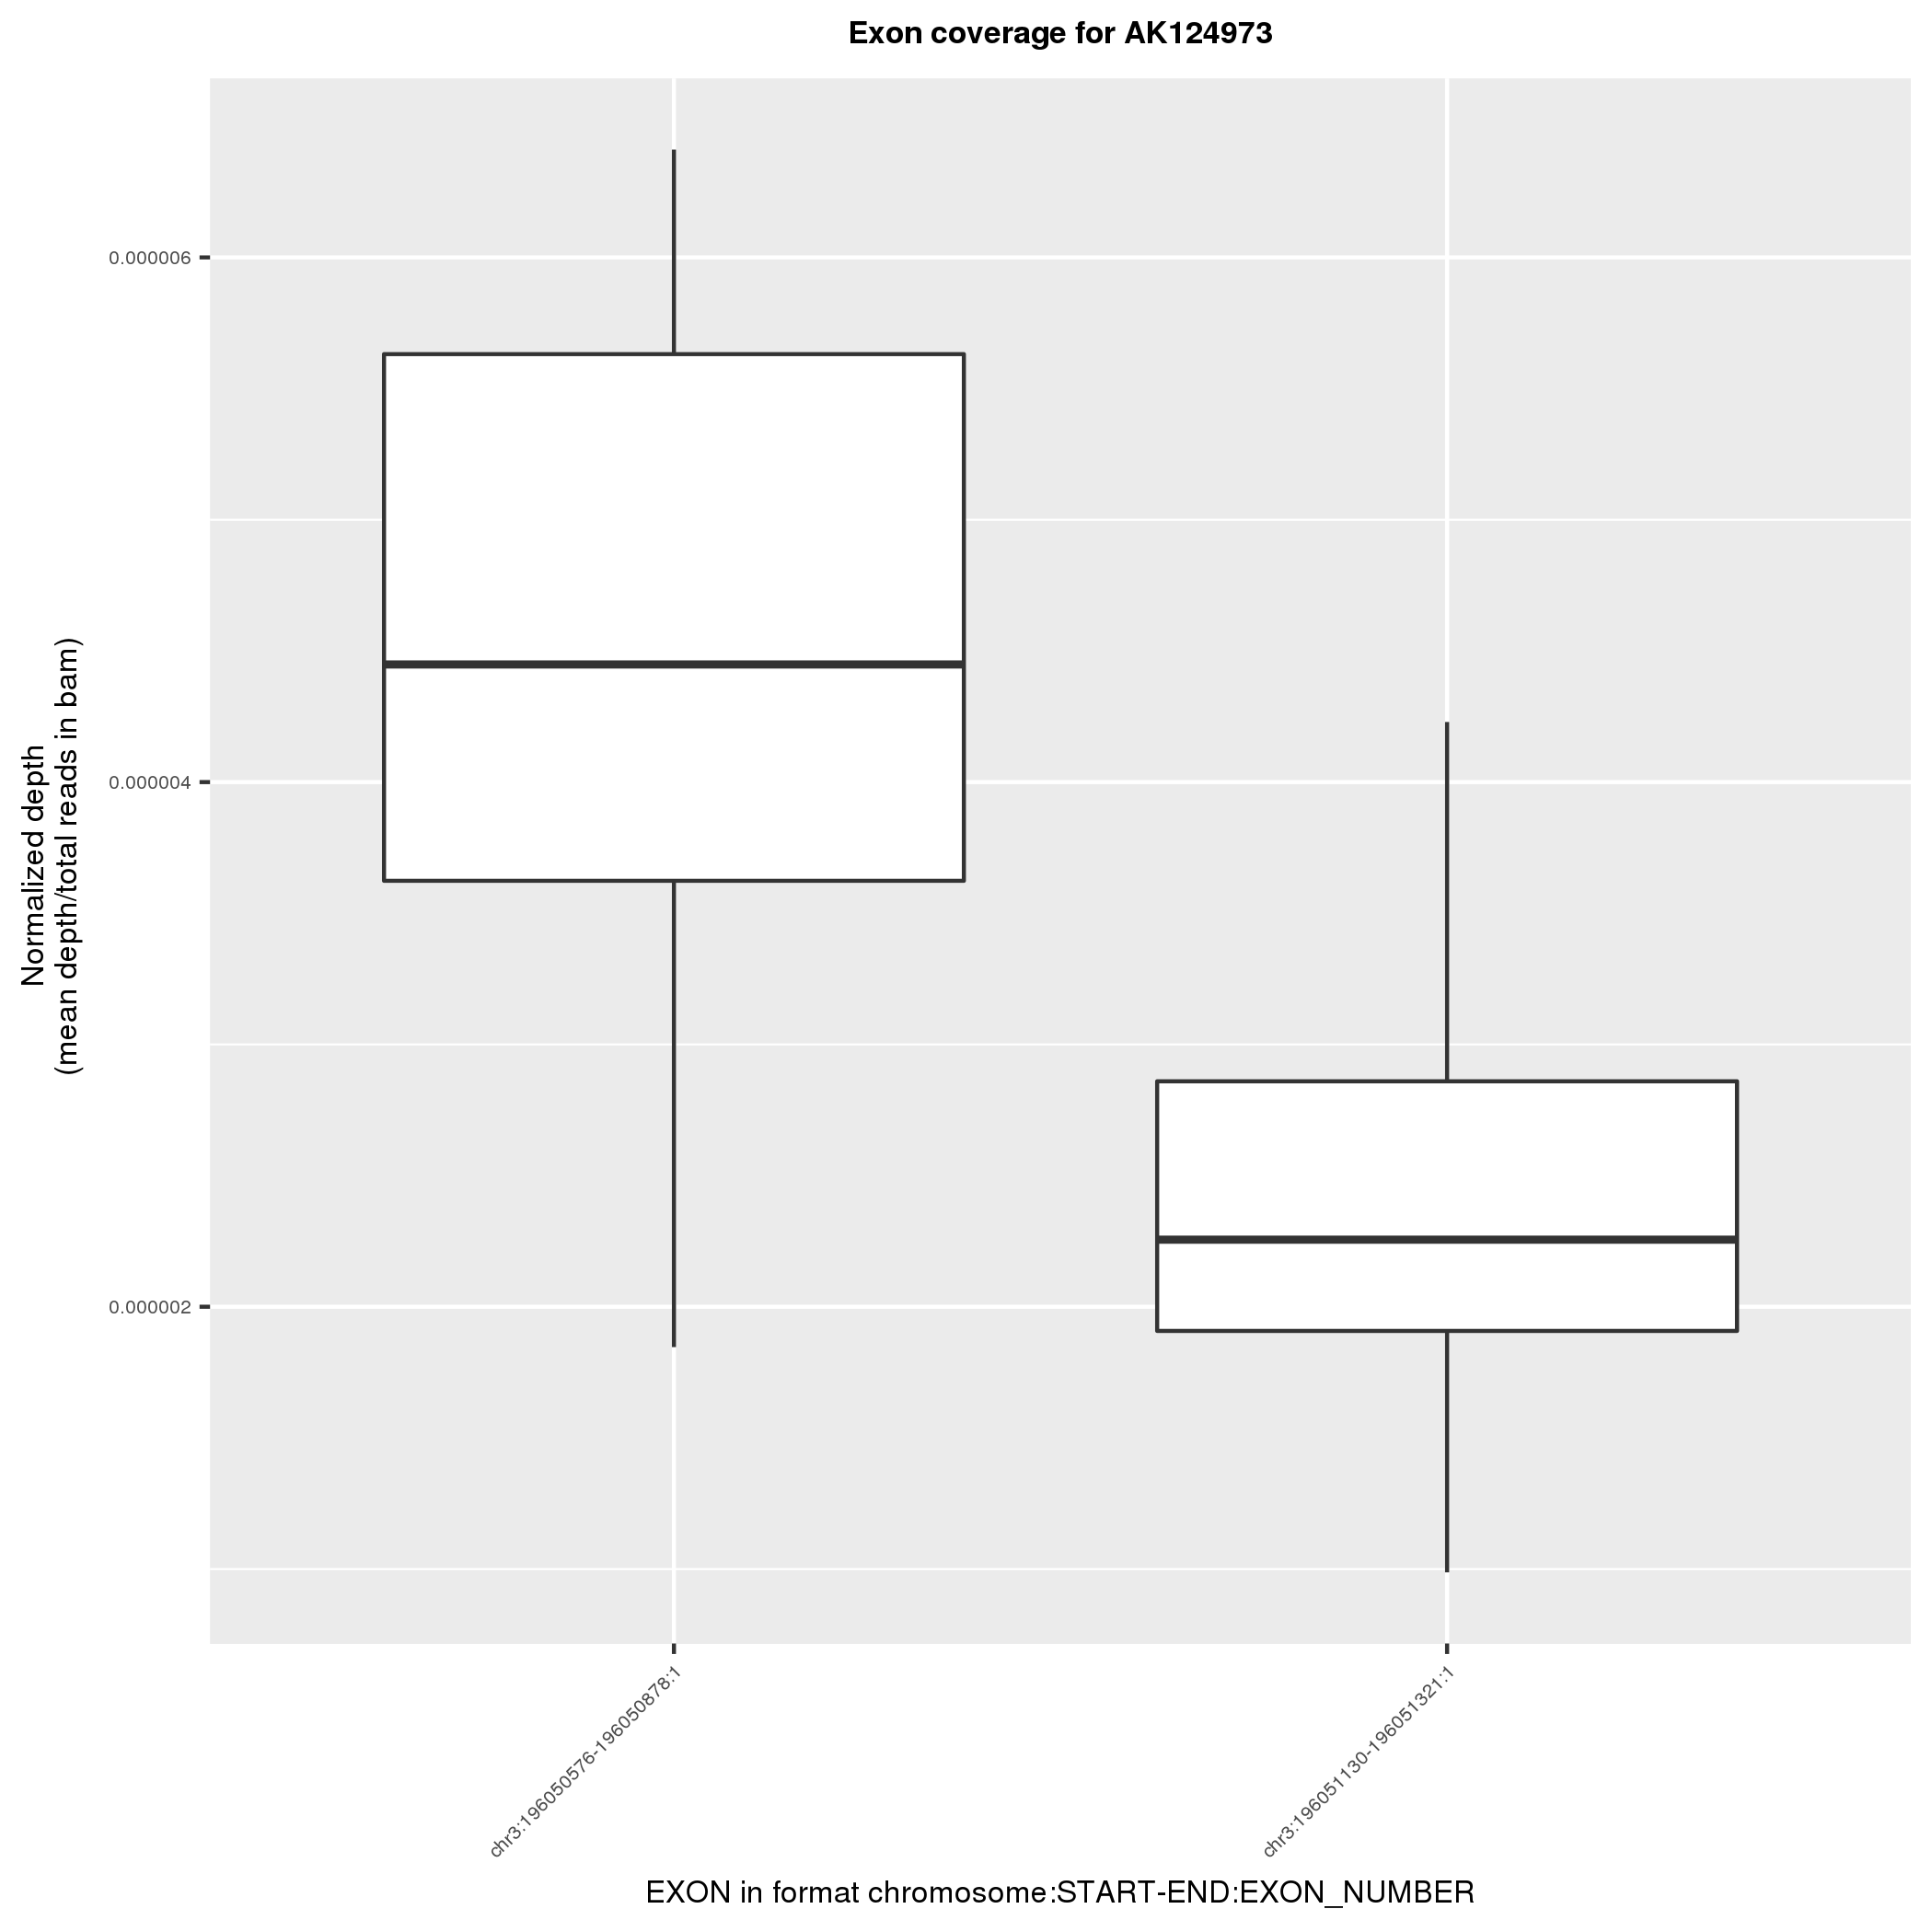 Exon coverage for AK124973
Normalized depth
(mean depth/total reads in bam)
0.000006
0.000004
0.000002
chr3:196050576-196050878:1
chr3:196051130-196051321:1
EXON in format chromosome:START-END:EXON_NUMBER